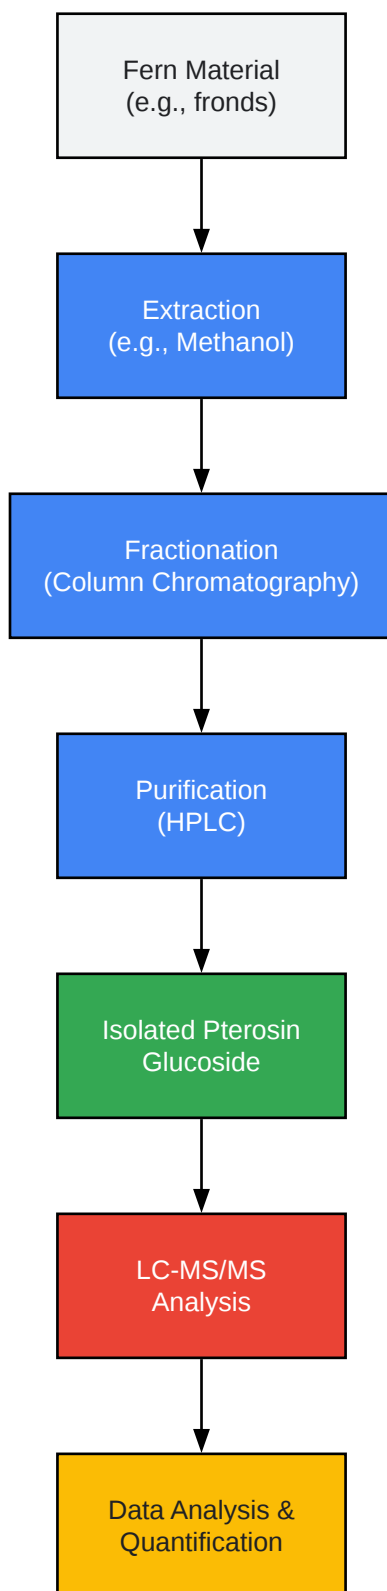 Fern Material
(e.g., fronds)
Extraction
(e.g., Methanol)
Fractionation
(Column Chromatography)
Purification
(HPLC)
Isolated Pterosin
Glucoside
LC-MS/MS
Analysis
Data Analysis &
Quantification